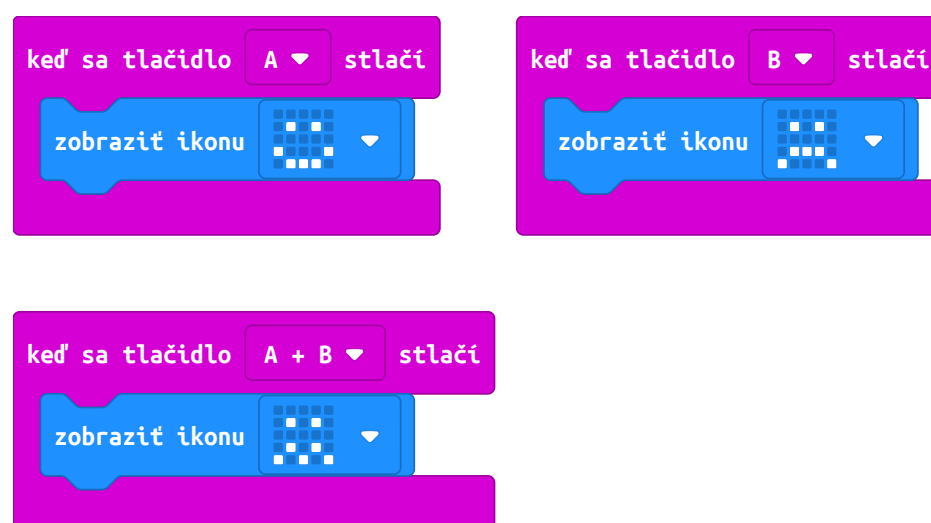 keď sa tlačidlo A stlačí
zobraziť ikonu
keď sa tlačidlo B stlačí
zobraziť ikonu
keď sa tlačidlo A + B stlačí
zobraziť ikonu